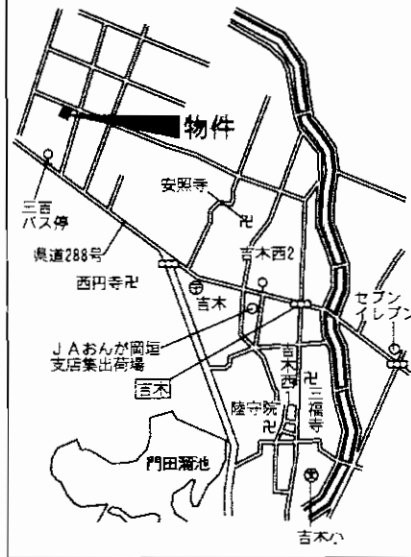 物件
三吉
バス停
安照寺
県道288号
吉木西2
西円寺
吉木
セブン
イレブン
JAおんが岡垣
支店集出荷場
吉木
吉木西1
三福寺
隆守院
門田溜池
吉木小